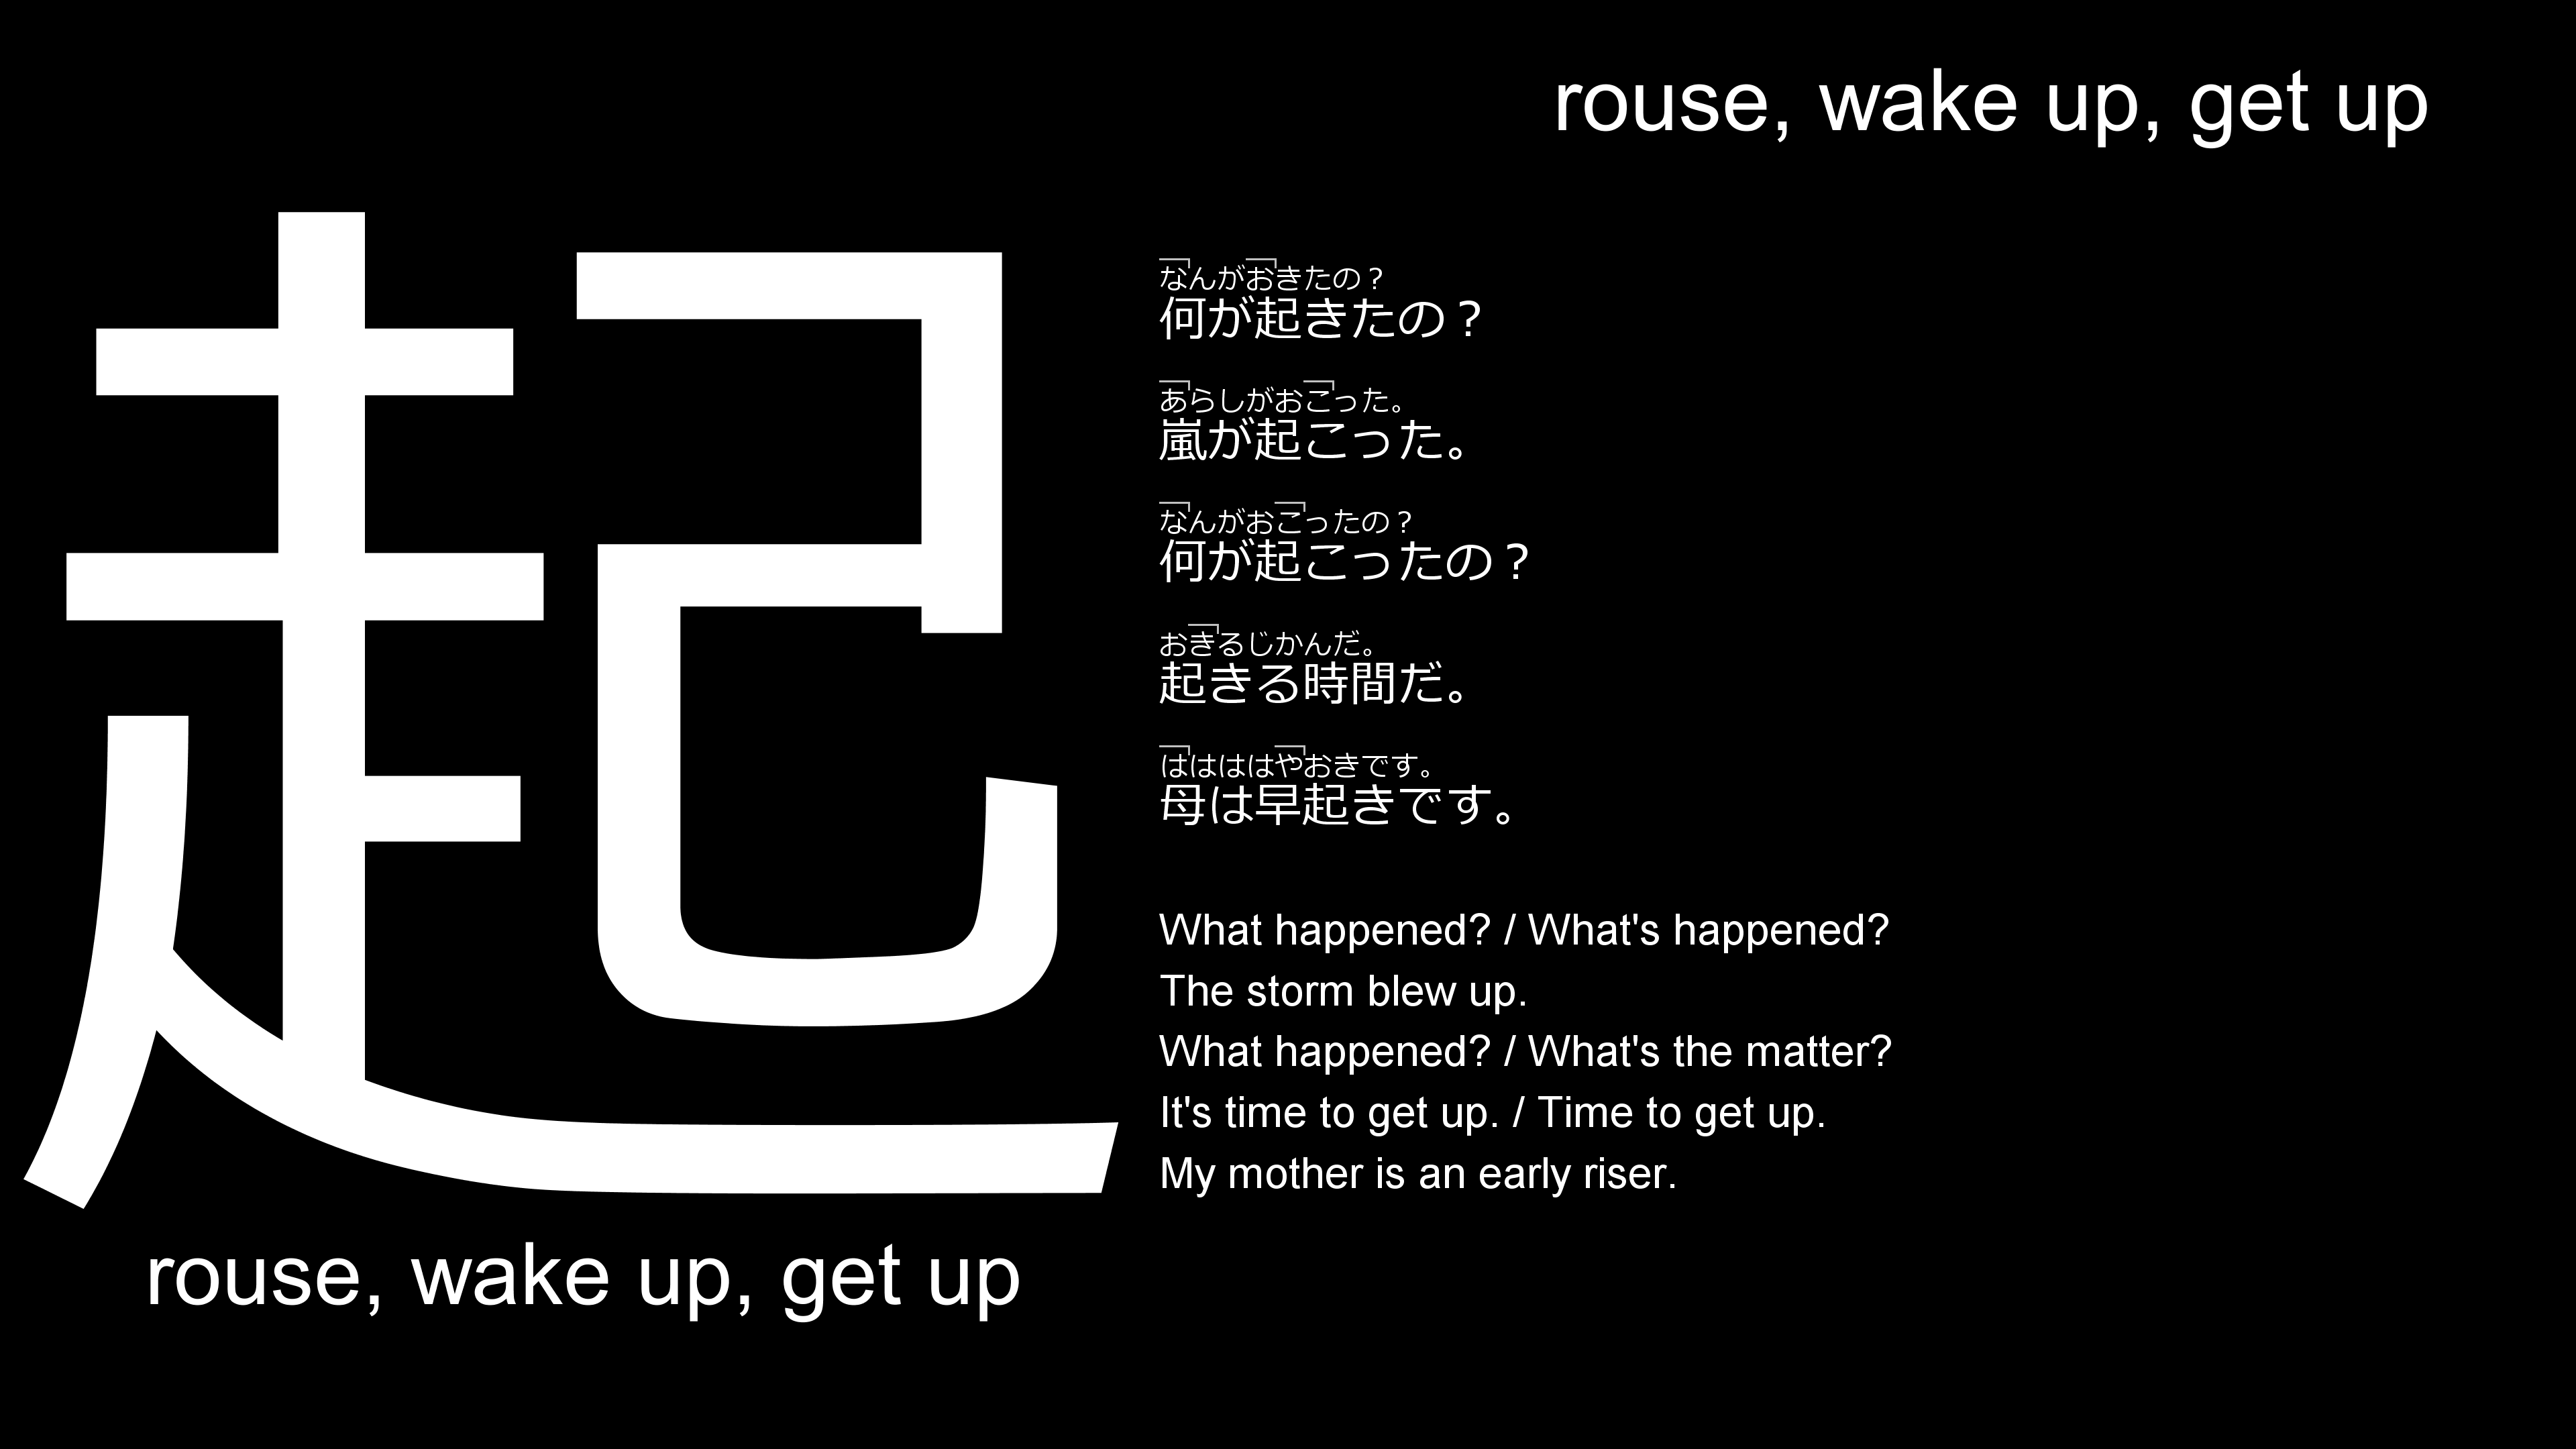 rouse, wake up, get up
起
rouse, wake up, get up
なんがおきたの？
何が起きたの？
あらしがおこった。
嵐が起こった。
なんがおこったの？
何が起こったの？
おきるじかんだ。
起きる時間だ。
はははははやおきです。
母は早起きです。
What happened? / What's happened?
The storm blew up.
What happened? / What's the matter?
It's time to get up. / Time to get up.
My mother is an early riser.